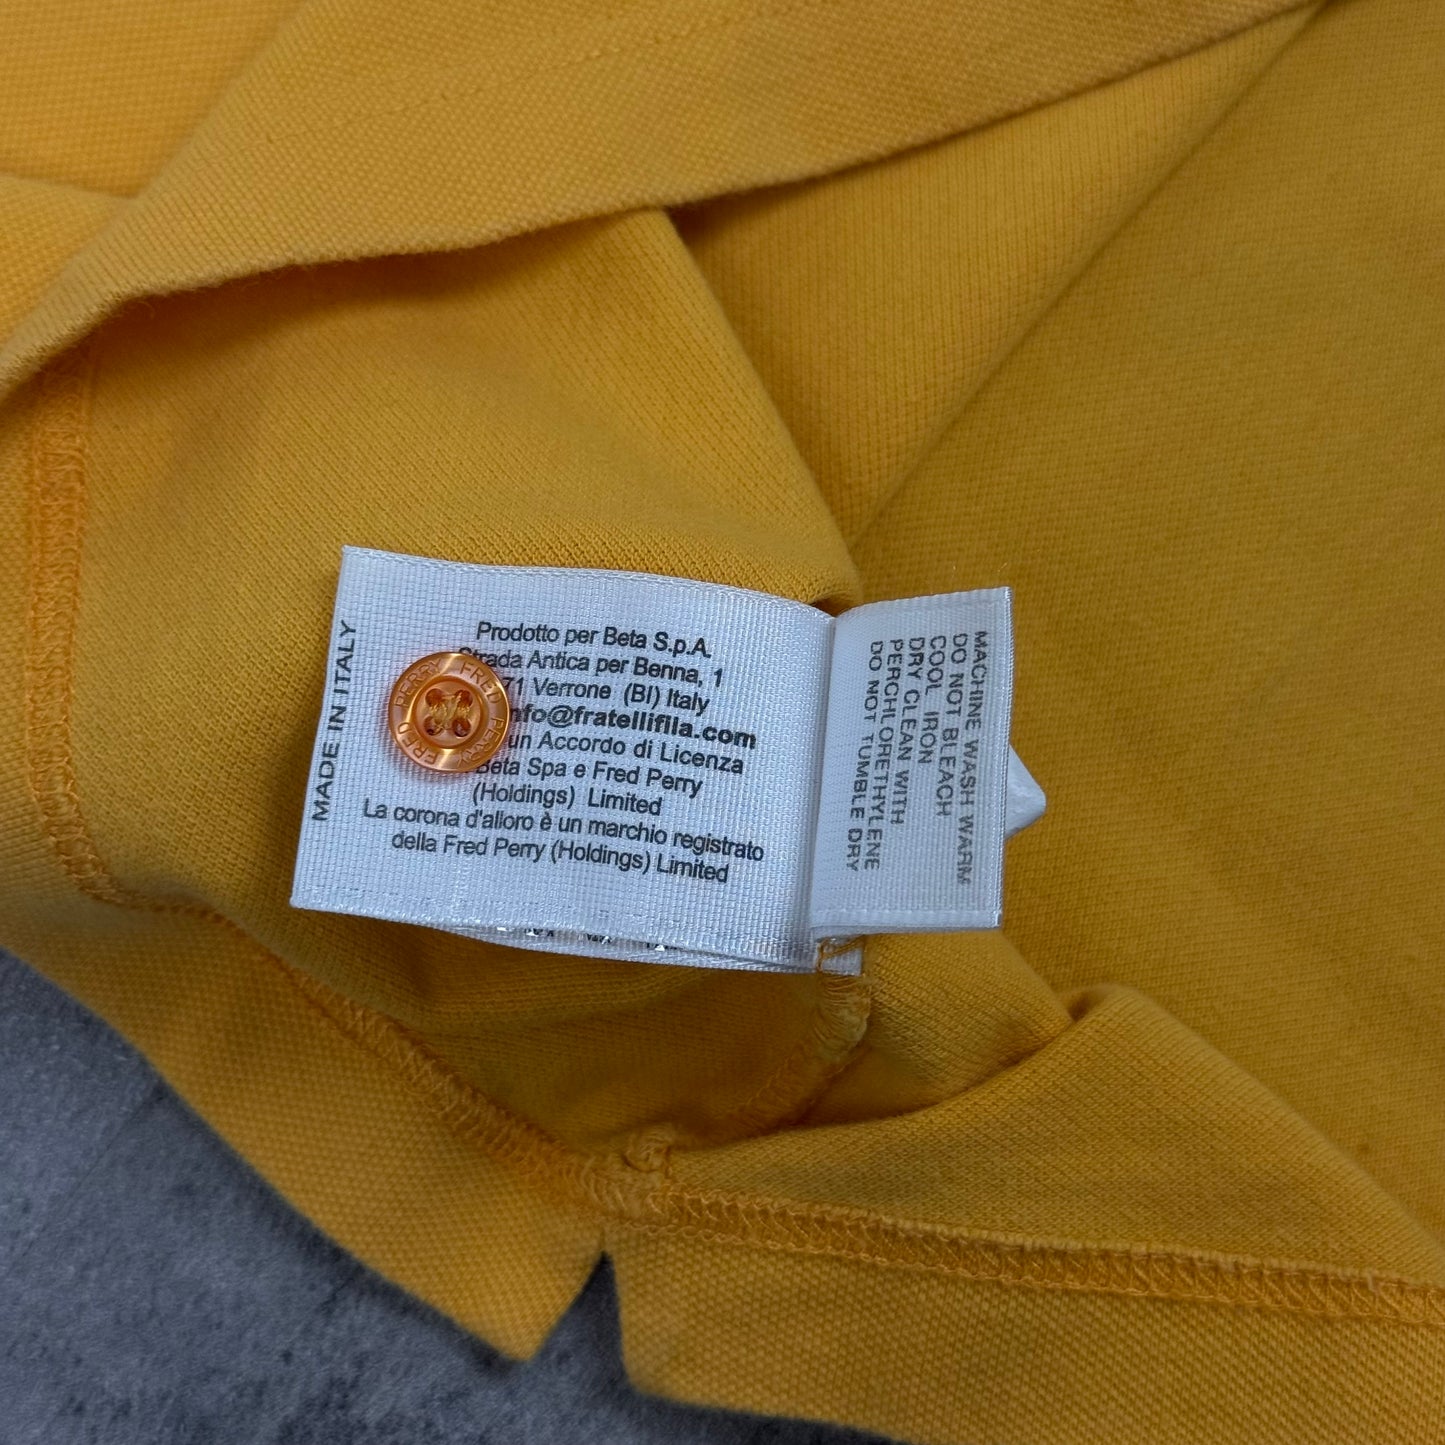 MADE IN ITALY
Prodotto per Beta S.p.A.
Strada Antica per Benna, 1
71 Verrone (BI) Italy
info@fratellifila.com
un Accordo di Licenza
Beta Spa e Fred Perry
(Holdings) Limited
La corona d'alloro è un marchio registrato
della Fred Perry (Holdings) Limited
FRED PERRY FRED PERRY
MACHINE WASH WARM
DO NOT BLEACH
COOL IRON
DRY CLEAN WITH
PERCHLORETHYLENE
DO NOT TUMBLE DRY